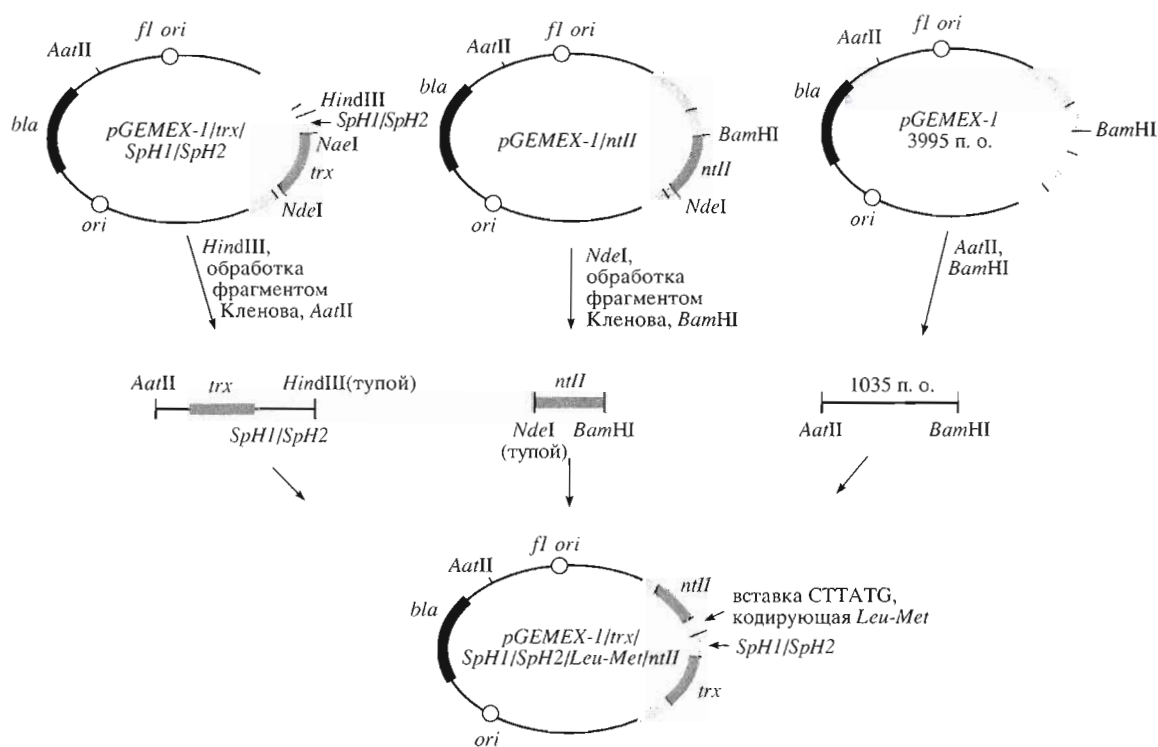 f1 ori
AatII
bla
HindIII
SpH1/SpH2
pGEMEX-1/trx/
SpH1/SpH2
NaeI
trx
NdeI
ori
f1 ori
AatII
pGEMEX-1/ntII
BamHI
ntII
NdeI
ori
f1 ori
AatII
bla
pGEMEX-1
3995 п. о.
BamHI
ori
HindIII,
обработка
фрагментом
Кленова, AatII
NdeI,
обработка
фрагментом
Кленова, BamHI
AatII,
BamHI
AatII
trx
HindIII(тупой)
SpH1/SpH2
ntII
NdeI
BamHI
(тупой)
1035 п. о.
AatII
BamHI
f1 ori
AatII
ntII
bla
вставка CTTATG,
кодирующая Leu-Met
pGEMEX-1/trx/
SpH1/SpH2/Leu-Met/ntII
SpH1/SpH2
trx
ori